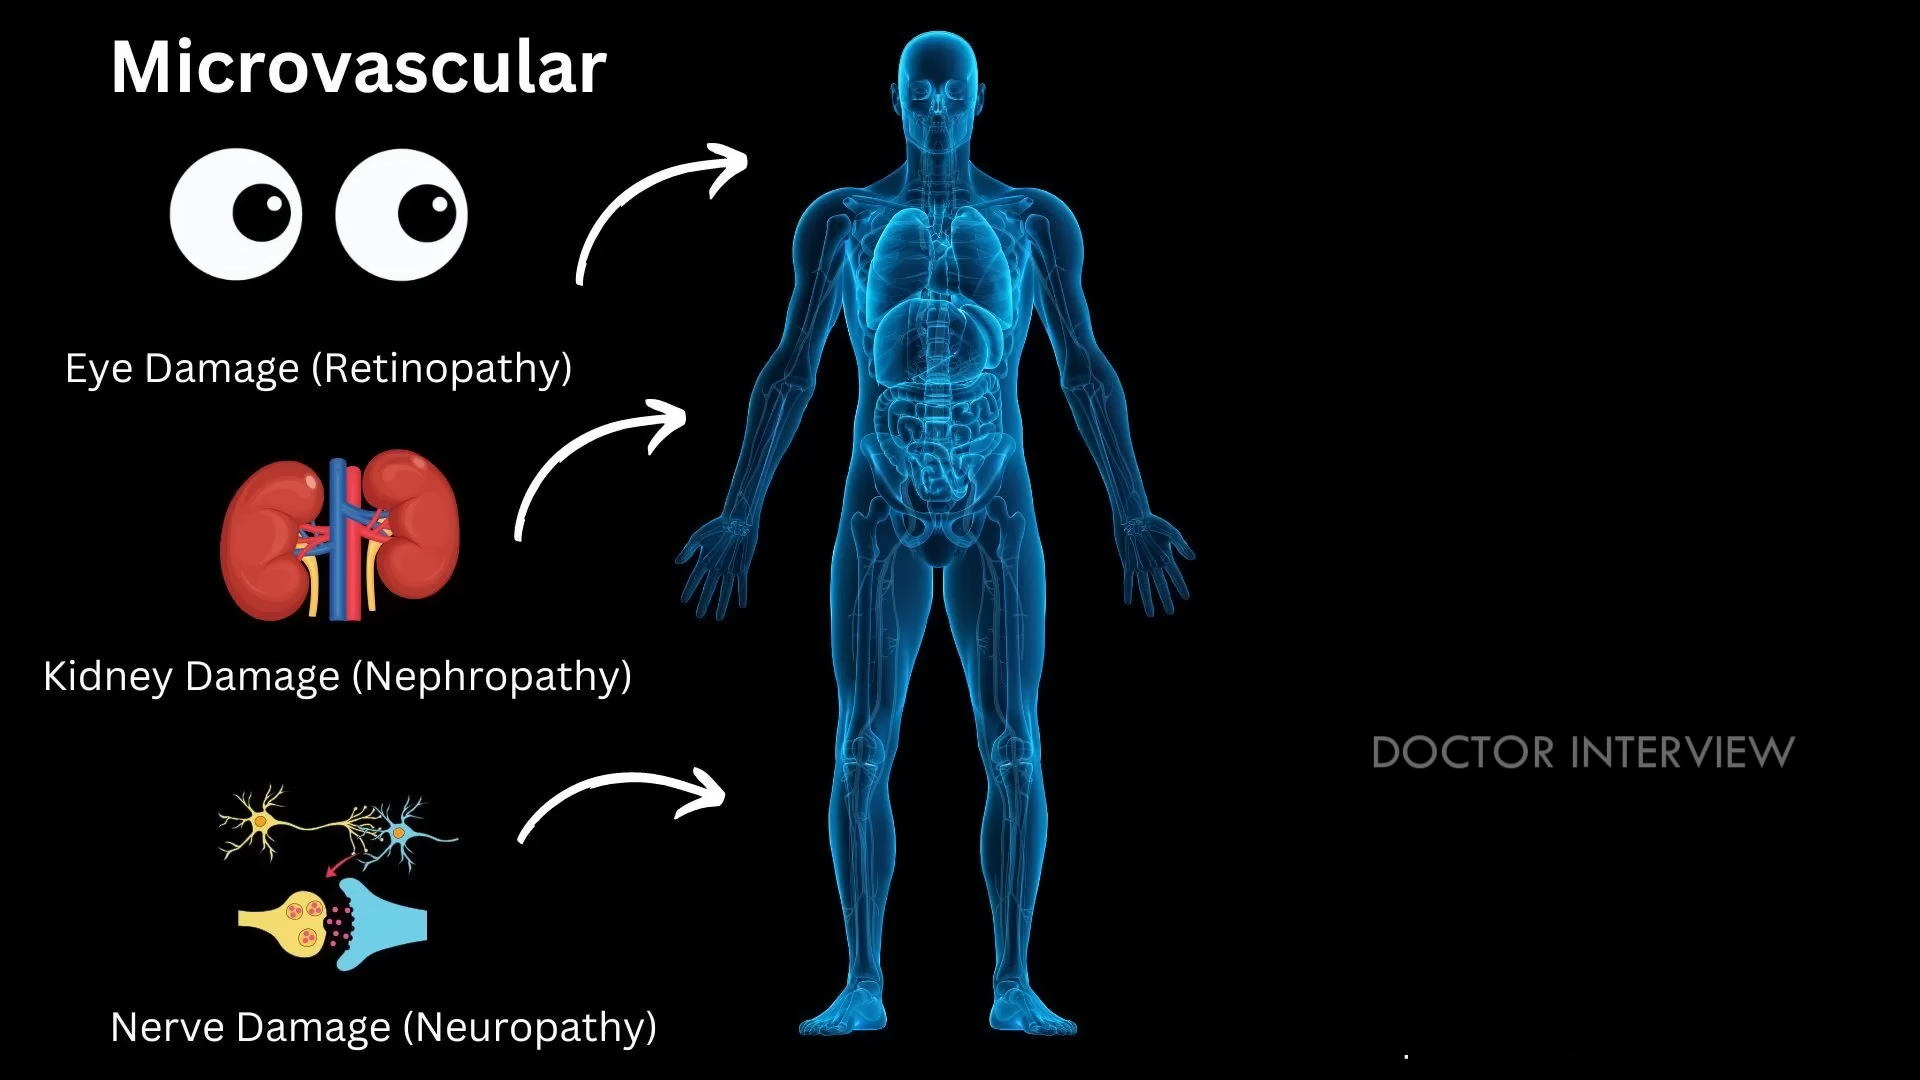 Microvascular
Eye Damage (Retinopathy)
Kidney Damage (Nephropathy)
DOCTOR INTERVIEW
Nerve Damage (Neuropathy)